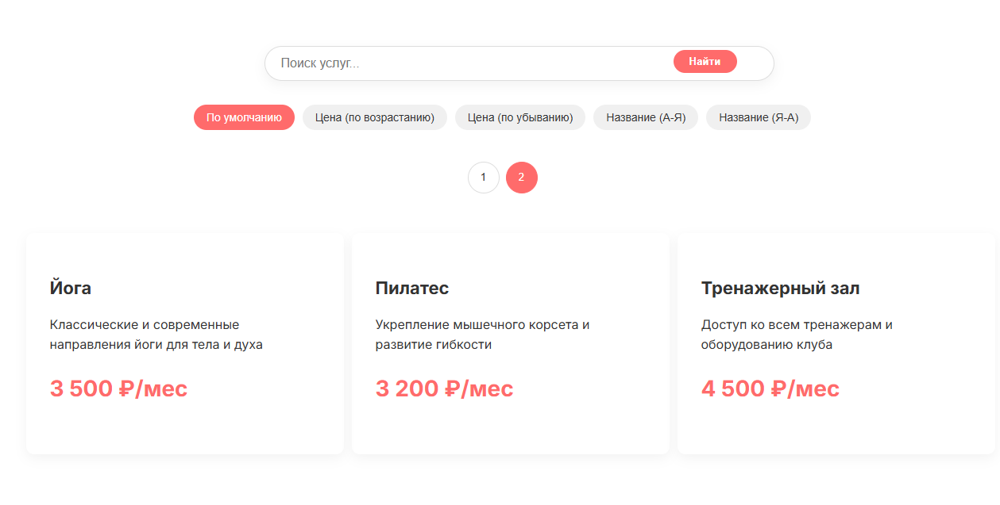 Поиск услуг...
Найти
По умолчанию
Цена (по возрастанию)
Цена (по убыванию)
Название (А-Я)
Название (Я-А)
1
2
Йога
Классические и современные
направления йоги для тела и духа
3 500 ₽/мес
Пилатес
Укрепление мышечного корсета и
развитие гибкости
3 200 ₽/мес
Тренажерный зал
Доступ ко всем тренажерам и
оборудованию клуба
4 500 ₽/мес